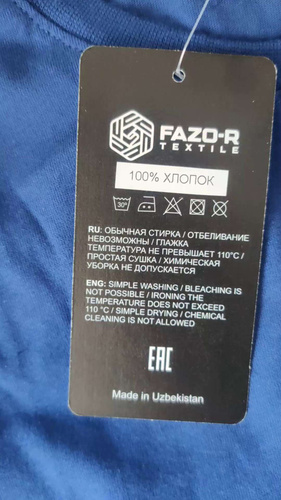 FAZO-R
TEXTILE
100% ХЛОПОК
30°
RU: ОБЫЧНАЯ СТИРКА / ОТБЕЛИВАНИЕ
НЕВОЗМОЖНЫ / ГЛАЖКА
ТЕМПЕРАТУРА НЕ ПРЕВЫШАЕТ 110°C /
ПРОСТАЯ СУШКА / ХИМИЧЕСКАЯ
УБОРКА НЕ ДОПУСКАЕТСЯ
ENG: SIMPLE WASHING / BLEACHING IS
NOT POSSIBLE / IRONING THE
TEMPERATURE DOES NOT EXCEED
110 °C / SIMPLE DRYING / CHEMICAL
CLEANING IS NOT ALLOWED
EAC
Made in Uzbekistan